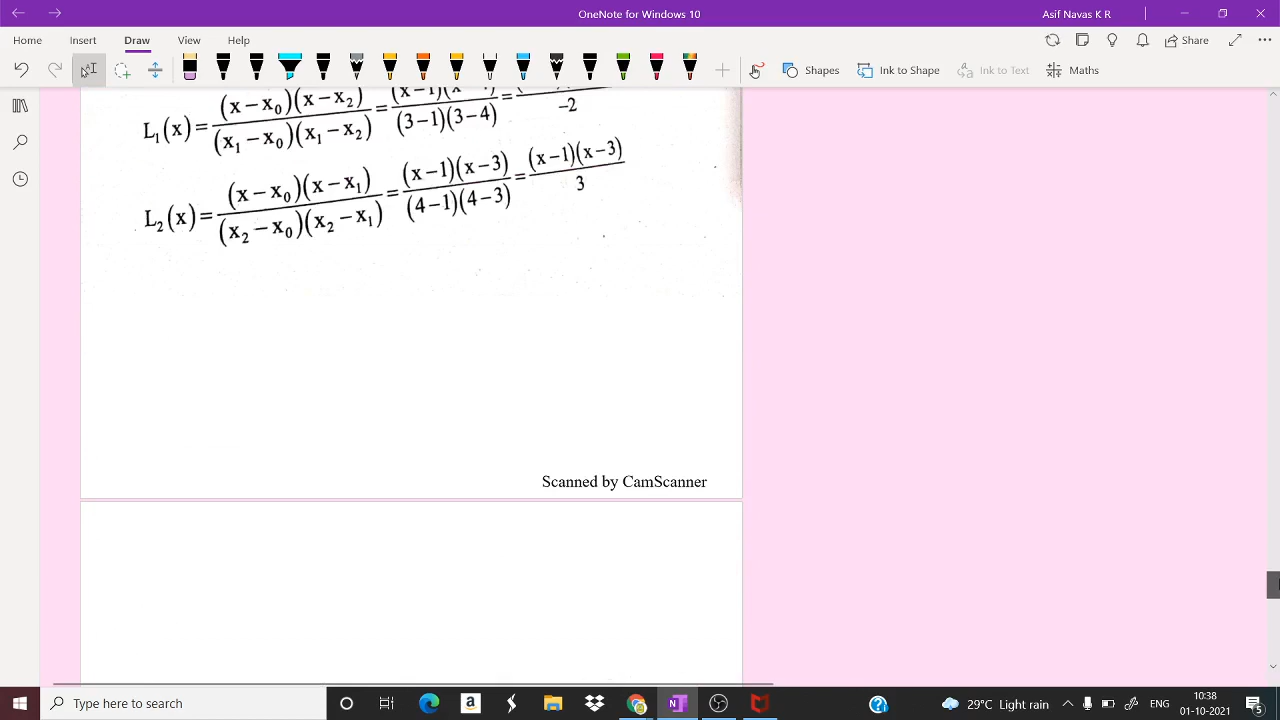 OneNote for Windows 10
Asif Navas K R
Home Insert Draw View Help
Share
Shapes Ink to Shape Ink to Text Maths
L₁(x) = (x – x₀)(x – x₂) / (x₁ – x₀)(x₁ – x₂) = / (3 – 1)(3 – 4) = / –2
L₂(x) = (x – x₀)(x – x₁) / (x₂ – x₀)(x₂ – x₁) = (x – 1)(x – 3) / (4 – 1)(4 – 3) = (x – 1)(x – 3) / 3
Scanned by CamScanner
Type here to search
29°C Light rain
ENG
10:38
01-10-2021
5